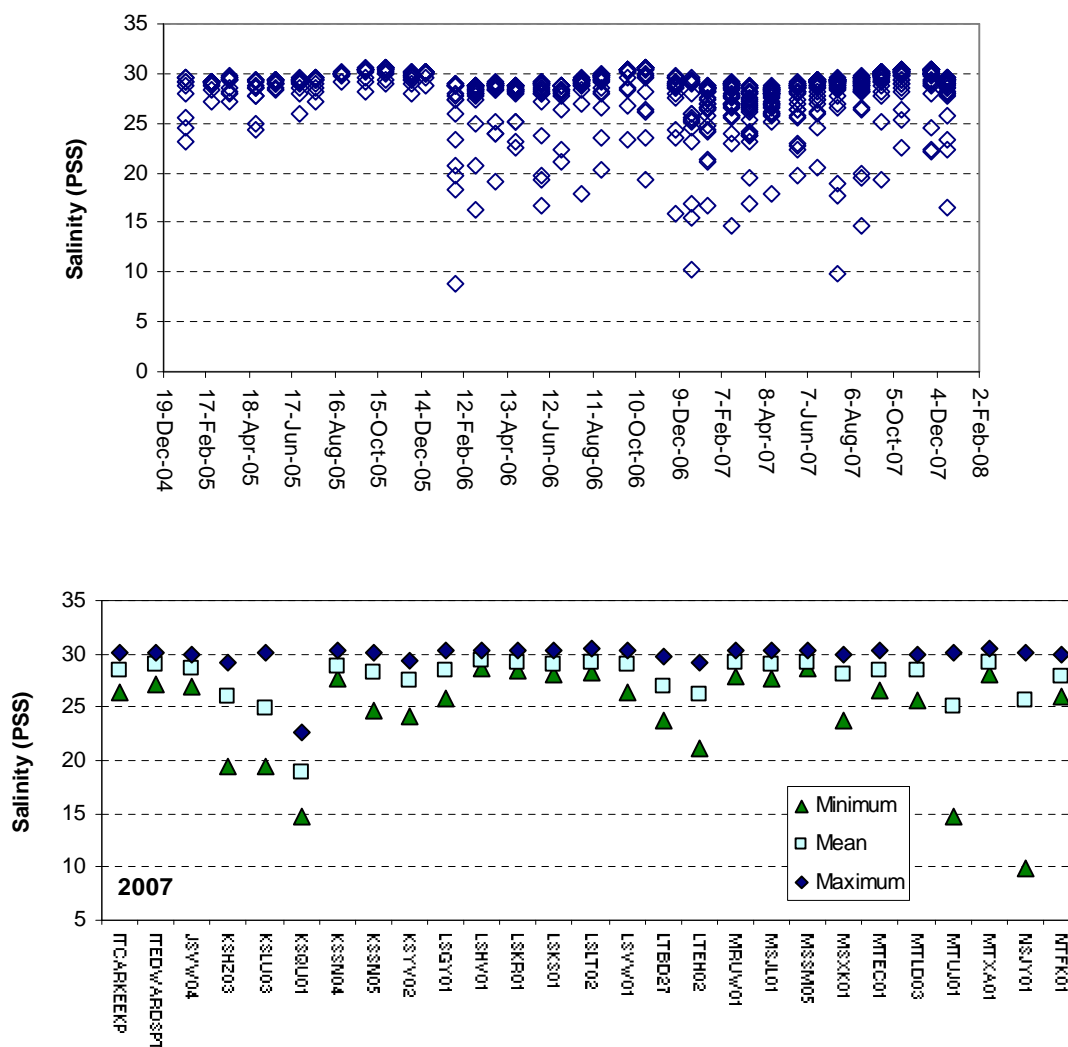 35
30
25
20
15
10
5
0
Salinity (PSS)
19-Dec-04
17-Feb-05
18-Apr-05
17-Jun-05
16-Aug-05
15-Oct-05
14-Dec-05
12-Feb-06
13-Apr-06
12-Jun-06
11-Aug-06
10-Oct-06
9-Dec-06
7-Feb-07
8-Apr-07
7-Jun-07
6-Aug-07
5-Oct-07
4-Dec-07
2-Feb-08
35
30
25
20
15
10
5
Salinity (PSS)
Minimum
Mean
Maximum
2007
ITCARKEEKP
ITEDWARDSPT
JSVW04
KSHZ03
KSLU03
KSQU01
KSSN04
KSSN05
KSYV02
LSGY01
LSHV01
LSKR01
LSKS01
LSLT02
LSVW01
LTBD27
LTEH02
MTRUW01
MSJL01
MSSM05
MSXK01
MTEC01
MTLD03
MTUJ01
MTXA01
NSJY01
NTFK01